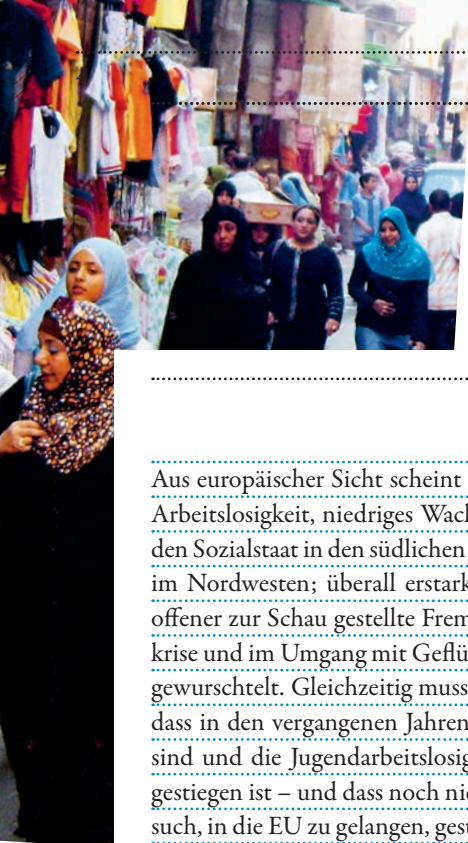 Aus europäischer Sicht scheint
Arbeitslosigkeit, niedriges Wach
den Sozialstaat in den südlichen
im Nordwesten; überall erstark
offener zur Schau gestellte Frem
krise und im Umgang mit Geflü
gewurschtelt. Gleichzeitig muss
dass in den vergangenen Jahren
sind und die Jugendarbeitslosig
gestiegen ist – und dass noch nie
such, in die EU zu gelangen, gest